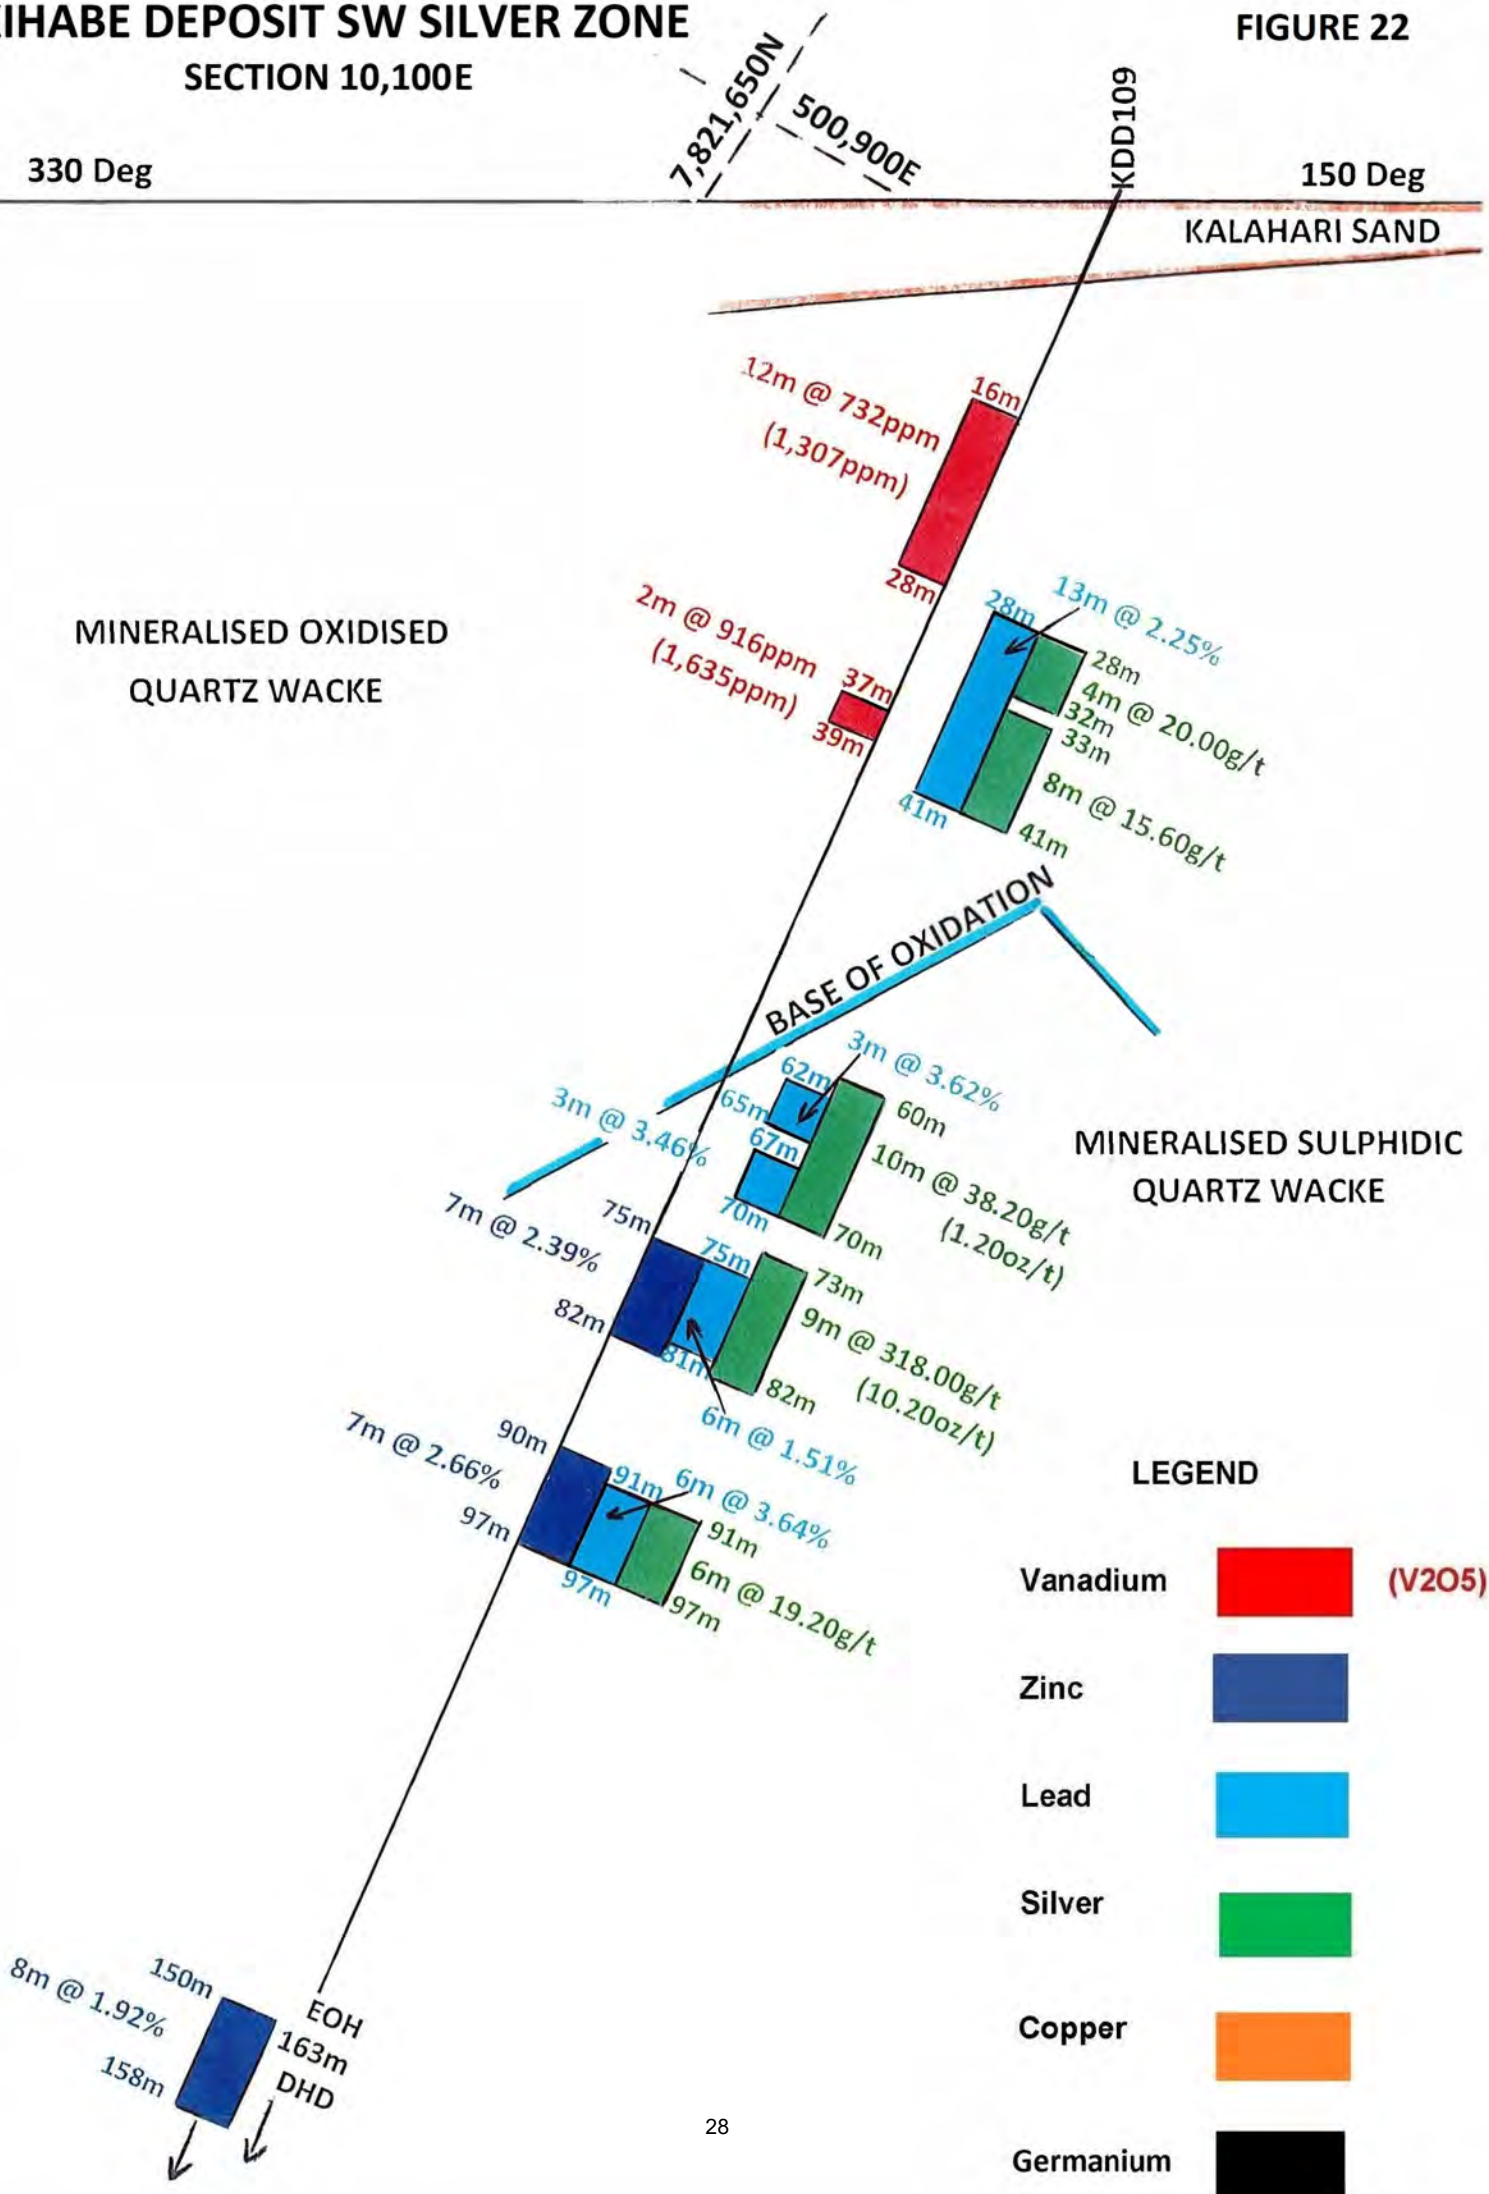 IHABE DEPOSIT SW SILVER ZONE
SECTION 10,100E
FIGURE 22
7,821,650N
500,900E
KDD109
330 Deg
150 Deg
KALAHARI SAND
12m @ 732ppm
(1,307ppm)
16m
28m
2m @ 916ppm
(1,635ppm)
37m
39m
MINERALISED OXIDISED
QUARTZ WACKE
28m
13m @ 2.25%
41m
28m
4m @ 20.00g/t
32m
33m
8m @ 15.60g/t
41m
BASE OF OXIDATION
62m
3m @ 3.62%
65m
67m
3m @ 3.46%
70m
60m
10m @ 38.20g/t
(1.20oz/t)
70m
MINERALISED SULPHIDIC
QUARTZ WACKE
75m
7m @ 2.39%
82m
75m
81m
6m @ 1.51%
73m
9m @ 318.00g/t
(10.20oz/t)
82m
90m
7m @ 2.66%
97m
91m
6m @ 3.64%
97m
91m
6m @ 19.20g/t
97m
150m
8m @ 1.92%
158m
EOH
163m
DHD
LEGEND
Vanadium
(V2O5)
Zinc
Lead
Silver
Copper
Germanium
28